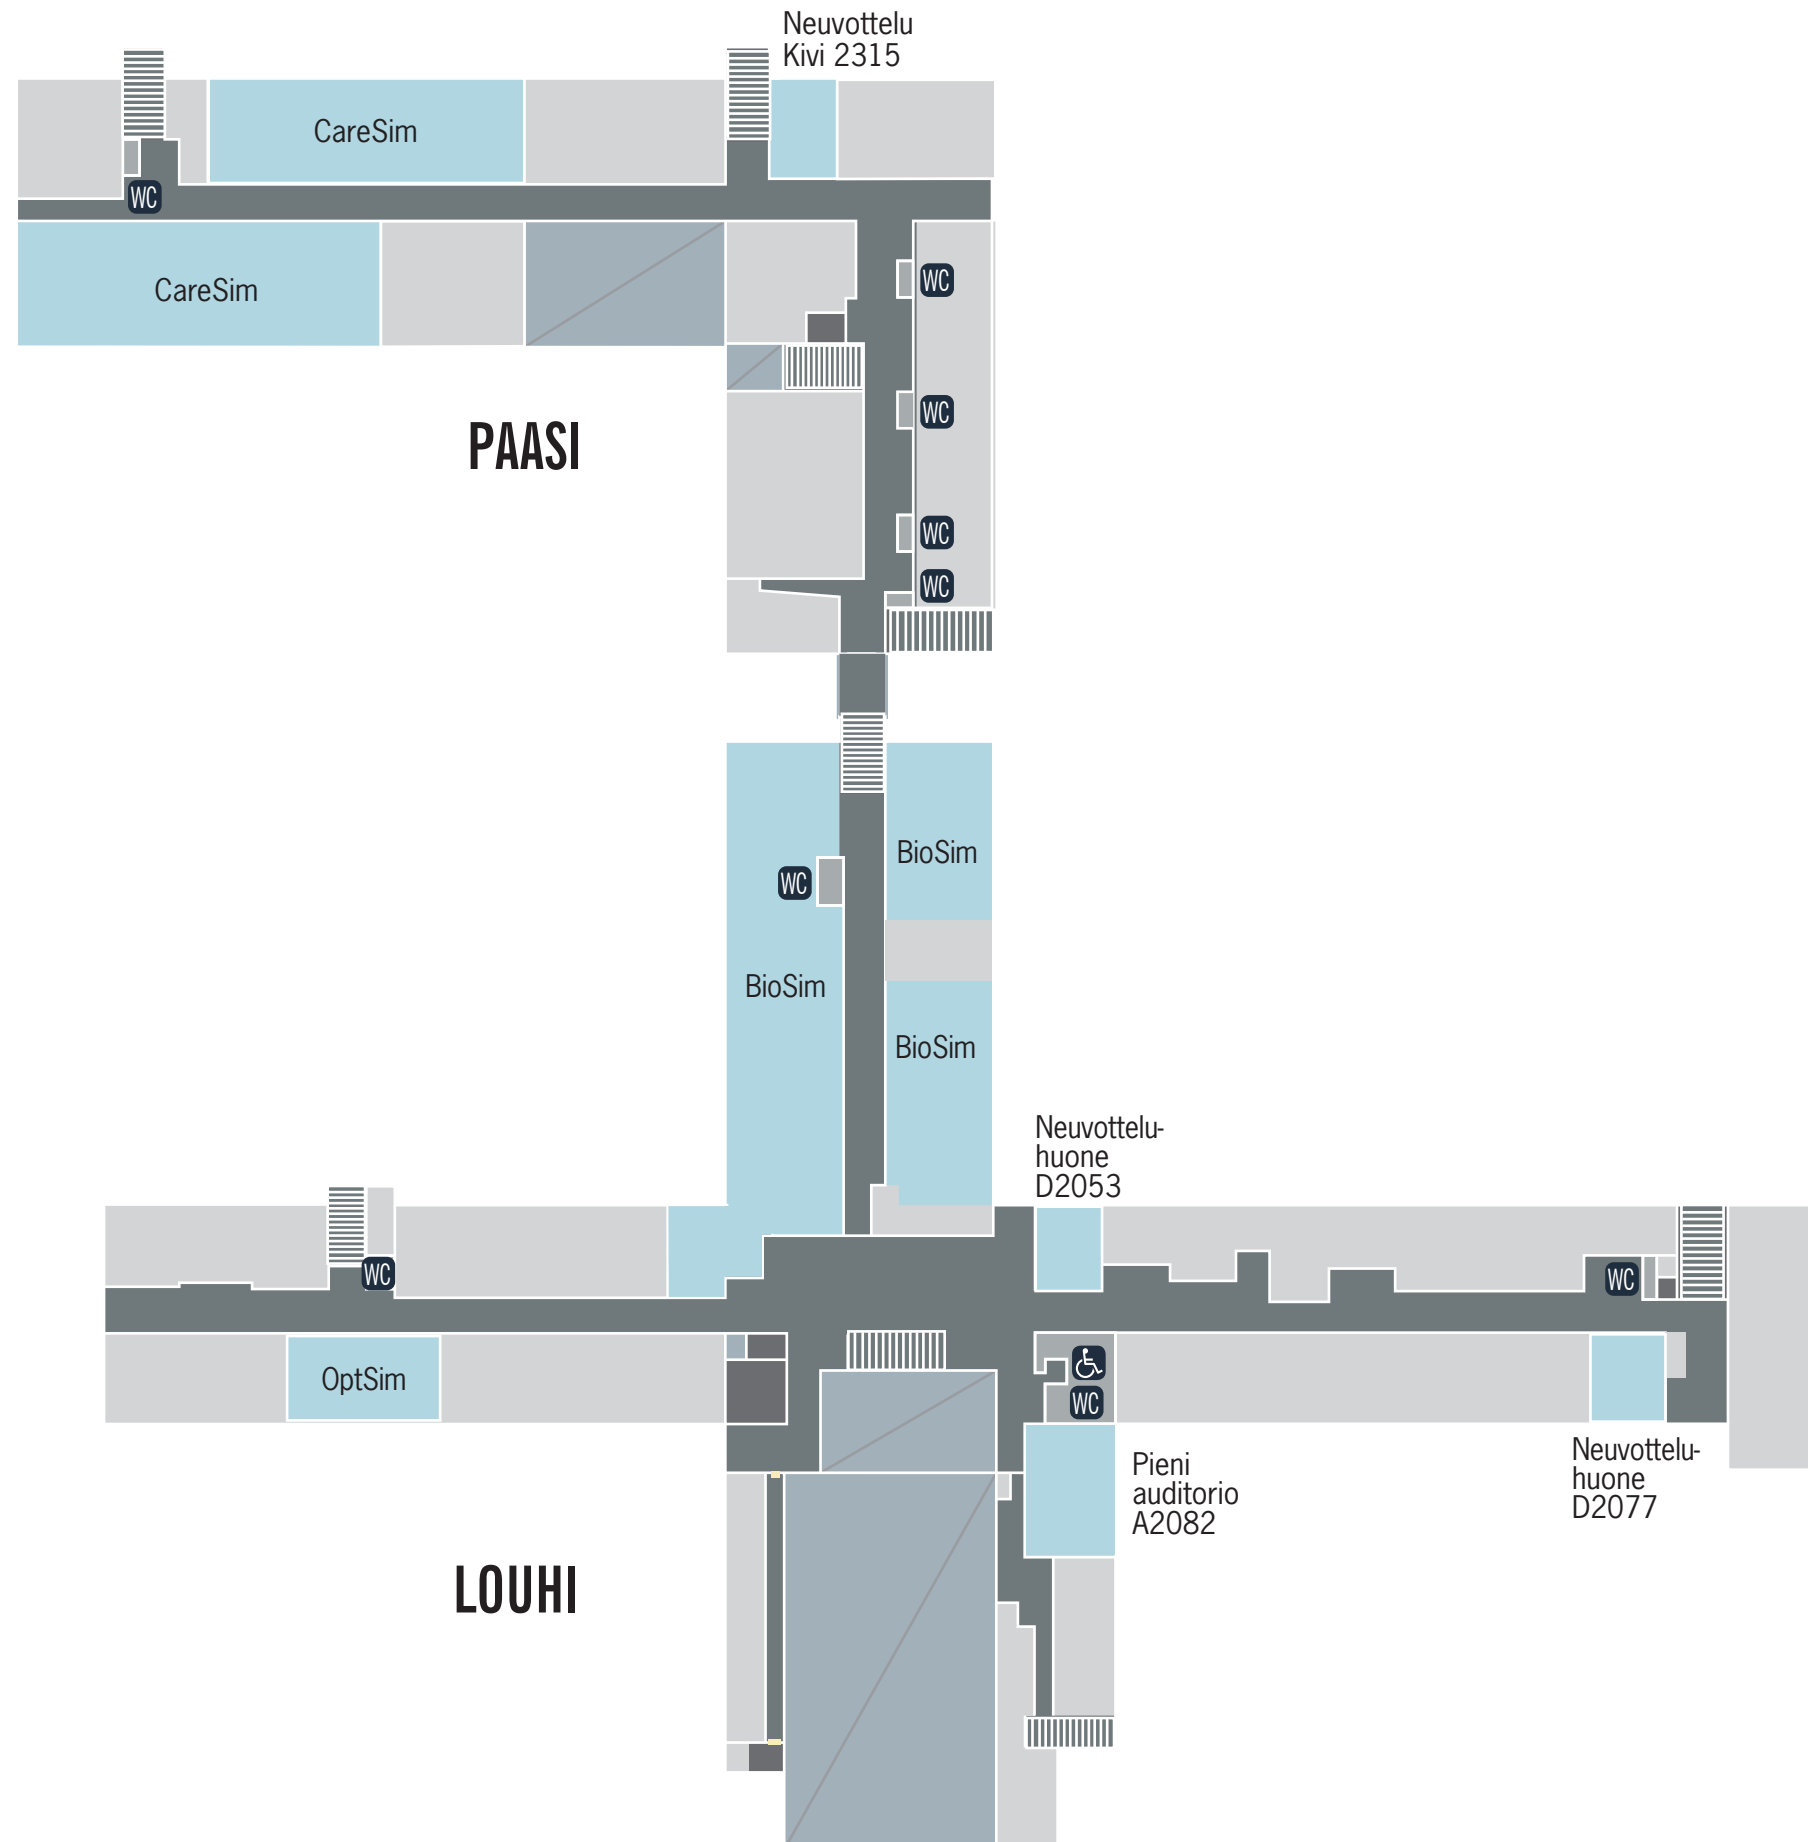 Neuvottelu
Kivi 2315
CareSim
WC
CareSim
WC
WC
PAASI
WC
WC
BioSim
WC
BioSim
BioSim
Neuvottelu-
huone
D2053
WC
WC
OptSim
WC
Pieni
auditorio
A2082
Neuvottelu-
huone
D2077
LOUHI